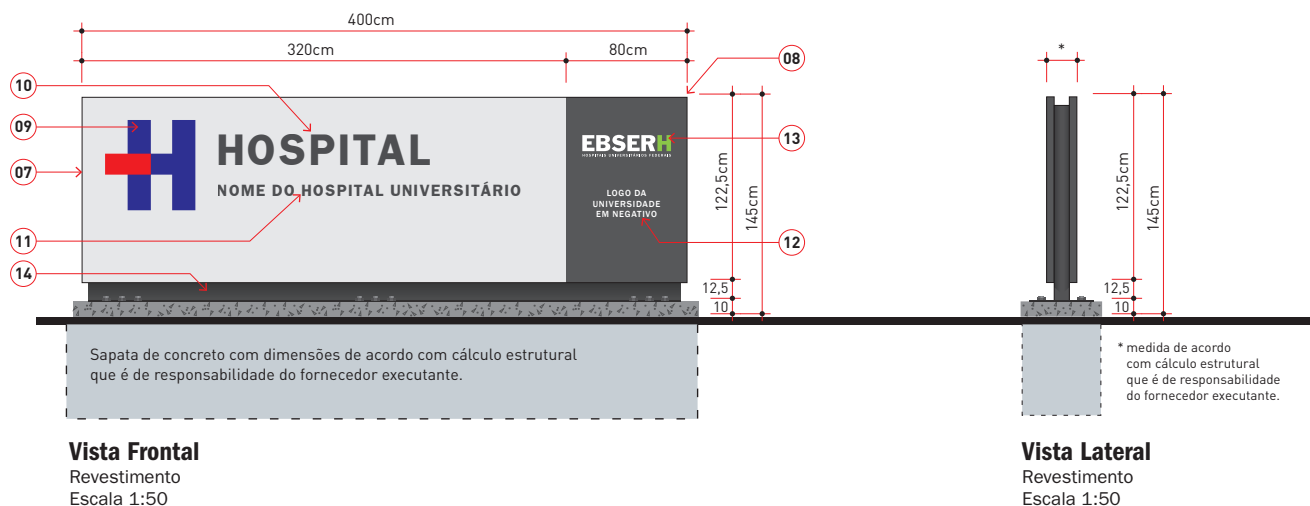 400cm
320cm
80cm
08
10
09
07
11
14
HOSPITAL
NOME DO HOSPITAL UNIVERSITÁRIO
EBSERH
HOSPITAIS UNIVERSITÁRIOS FEDERAIS
LOGO DA
UNIVERSIDADE
EM NEGATIVO
13
12
122,5cm
145cm
12,5
10
Sapata de concreto com dimensões de acordo com cálculo estrutural
que é de responsabilidade do fornecedor executante.
Vista Frontal
Revestimento
Escala 1:50
*
122,5cm
145cm
12,5
10
* medida de acordo
com cálculo estrutural
que é de responsabilidade
do fornecedor executante.
Vista Lateral
Revestimento
Escala 1:50